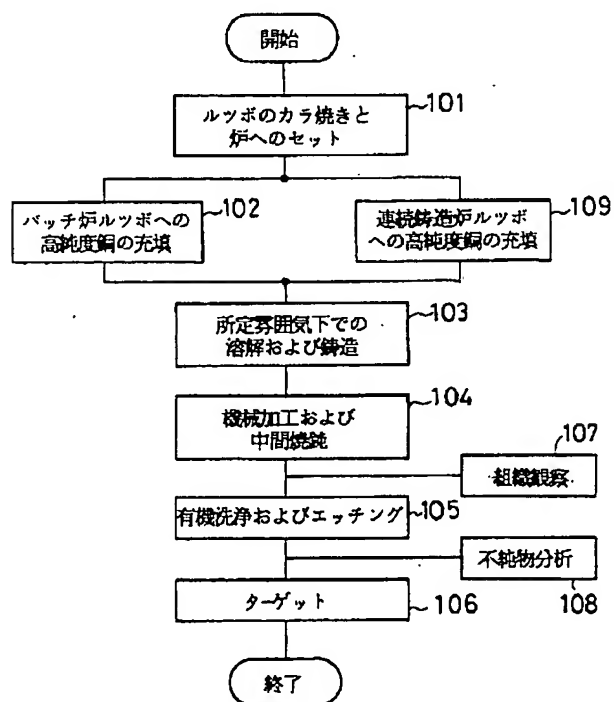 開始
ルツボのカラ焼きと
炉へのセット
101
バッチ炉ルツボへの
高純度銅の充填
102
連続鋳造炉ルツボ
への高純度銅の充填
109
所定雰囲気下での
溶解および鋳造
103
機械加工および
中間焼鈍
104
107
組織観察
有機洗浄およびエッチング
105
不純物分析
108
ターゲット
106
終了